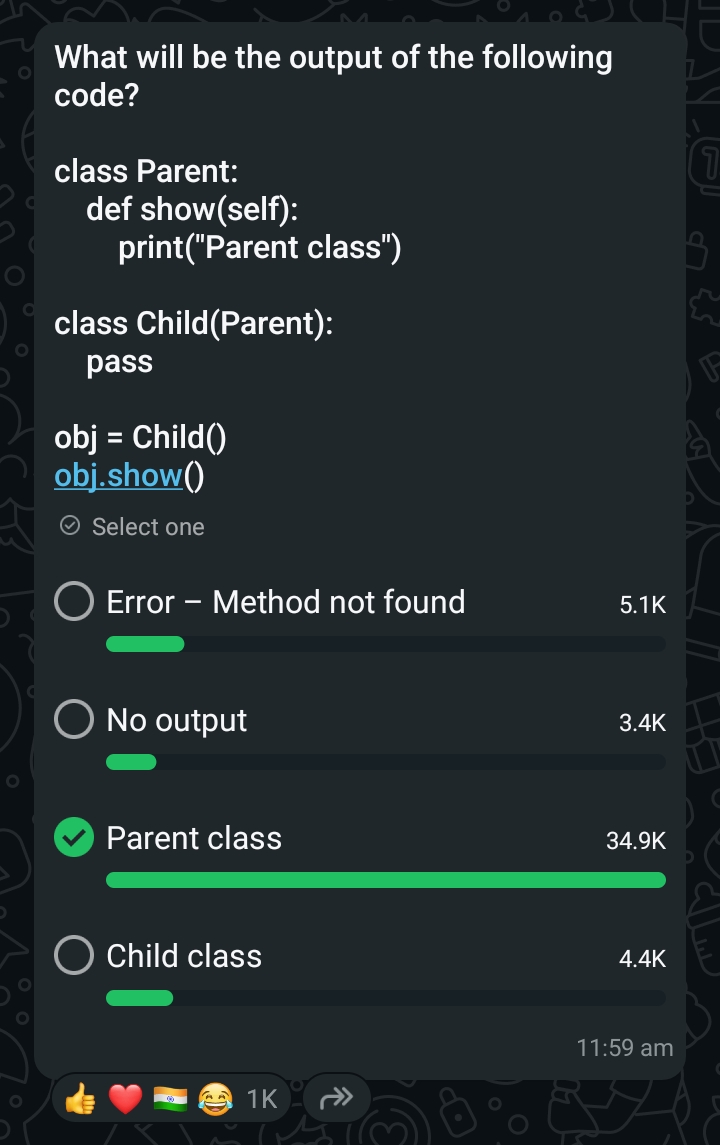 What will be the output of the following
code?
class Parent:
def show(self):
print("Parent class")
class Child(Parent):
pass
obj = Child()
obj.show()
Select one
Error – Method not found 5.1K
No output 3.4K
Parent class 34.9K
Child class 4.4K
11:59 am
1K